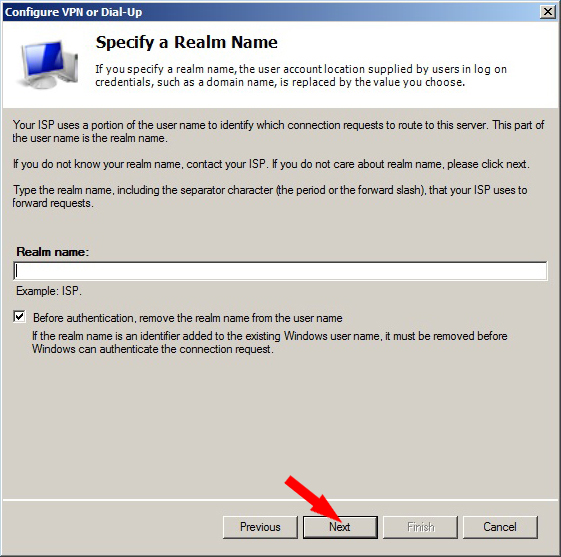 Configure VPN or Dial-Up
Specify a Realm Name
If you specify a realm name, the user account location supplied by users in log on
credentials, such as a domain name, is replaced by the value you choose.
Your ISP uses a portion of the user name to identify which connection requests to route to this server. This part of
the user name is the realm name.
If you do not know your realm name, contact your ISP. If you do not care about realm name, please click next.
Type the realm name, including the separator character (the period or the forward slash), that your ISP uses to
forward requests.
Realm name:
Example: ISP.
Before authentication, remove the realm name from the user name
If the realm name is an identifier added to the existing Windows user name, it must be removed before
Windows can authenticate the connection request.
Previous
Next
Finish
Cancel